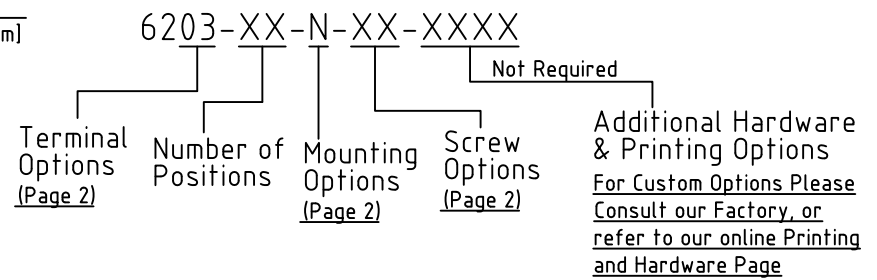 m]
6203-XX-N-XX-XXXX
Not Required
Terminal
Options
(Page 2)
Number of
Positions
Mounting
Options
(Page 2)
Screw
Options
(Page 2)
Additional Hardware
& Printing Options
For Custom Options Please
Consult our Factory, or
refer to our online Printing
and Hardware Page